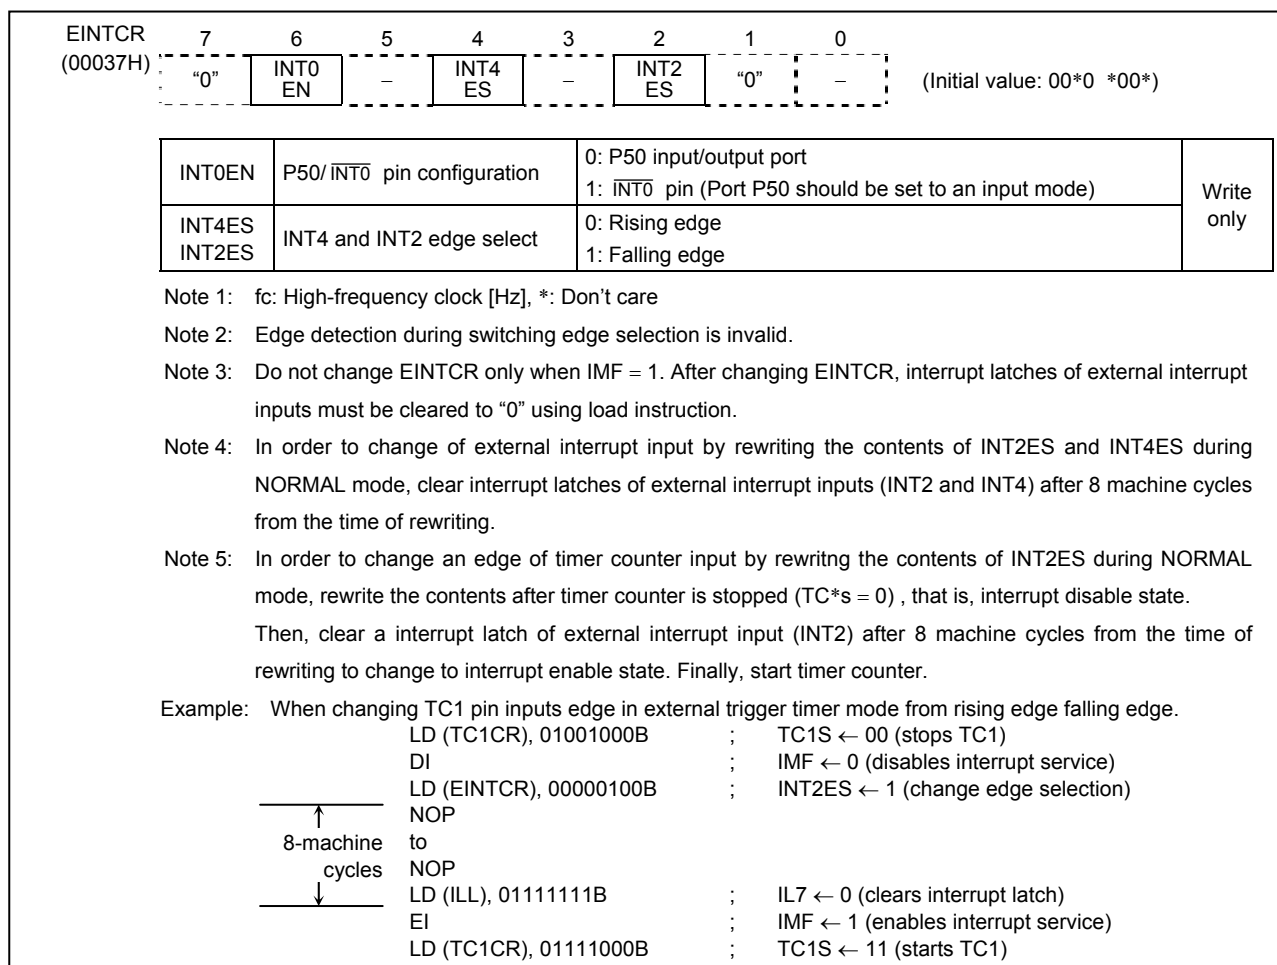 EINTCR 7 6 5 4 3 2 1 0
(00037H) “0” INT0 EN – INT4 ES – INT2 ES “0” – (Initial value: 00*0 *00*)
INT0EN P50/ INT0 pin configuration 0: P50 input/output port
1: INT0 pin (Port P50 should be set to an input mode)
Write only
INT4ES INT2ES INT4 and INT2 edge select 0: Rising edge
1: Falling edge
Note 1: fc: High-frequency clock [Hz], *: Don’t care
Note 2: Edge detection during switching edge selection is invalid.
Note 3: Do not change EINTCR only when IMF = 1. After changing EINTCR, interrupt latches of external interrupt
inputs must be cleared to “0” using load instruction.
Note 4: In order to change of external interrupt input by rewriting the contents of INT2ES and INT4ES during
NORMAL mode, clear interrupt latches of external interrupt inputs (INT2 and INT4) after 8 machine cycles
from the time of rewriting.
Note 5: In order to change an edge of timer counter input by rewritng the contents of INT2ES during NORMAL
mode, rewrite the contents after timer counter is stopped (TC*s = 0) , that is, interrupt disable state.
Then, clear a interrupt latch of external interrupt input (INT2) after 8 machine cycles from the time of
rewriting to change to interrupt enable state. Finally, start timer counter.
Example: When changing TC1 pin inputs edge in external trigger timer mode from rising edge falling edge.
LD (TC1CR), 01001000B ; TC1S ← 00 (stops TC1)
DI ; IMF ← 0 (disables interrupt service)
LD (EINTCR), 00000100B ; INT2ES ← 1 (change edge selection)
NOP
8-machine to
cycles NOP
LD (ILL), 01111111B ; IL7 ← 0 (clears interrupt latch)
EI ; IMF ← 1 (enables interrupt service)
LD (TC1CR), 01111000B ; TC1S ← 11 (starts TC1)